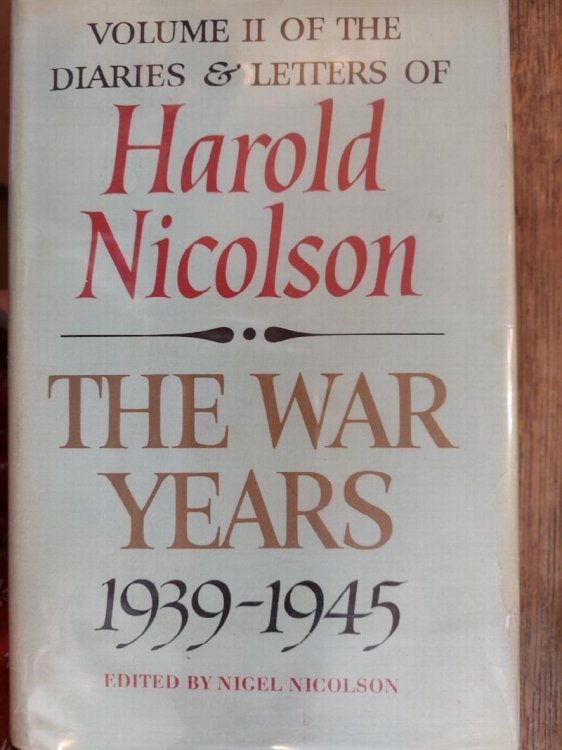 VOLUME II OF THE
DIARIES & LETTERS OF
Harold
Nicolson
THE WAR
YEARS
1939-1945
EDITED BY NIGEL NICOLSON